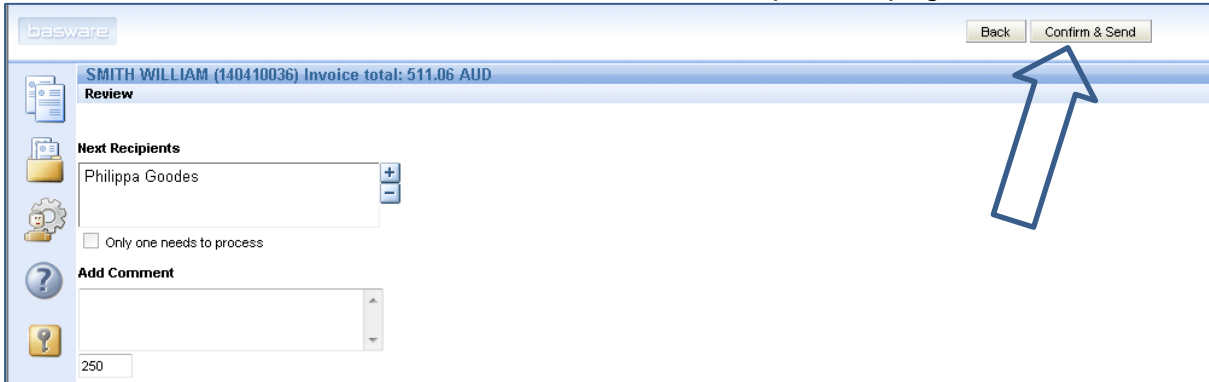 basware
Back Confirm & Send
SMITH WILLIAM (140410036) Invoice total: 511.06 AUD
Review
Next Recipients
Philippa Goodes
+
-
Only one needs to process
Add Comment
?
250